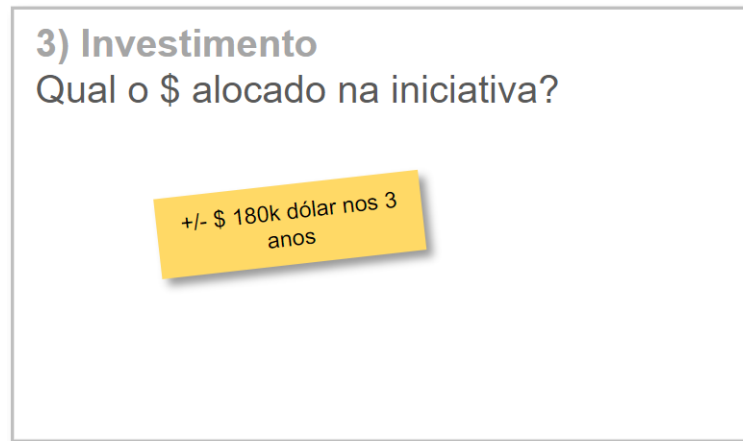 3) Investimento
Qual o $ alocado na iniciativa?
+/- $ 180k dólar nos 3
anos